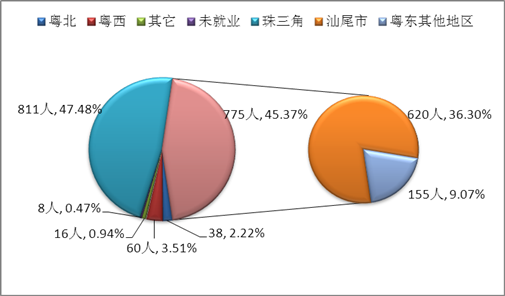 粤北 粤西 其它 未就业 珠三角 汕尾市 粤东其他地区
811人, 47.48%
775人, 45.37%
620人, 36.30%
8人, 0.47%
155人, 9.07%
16人, 0.94%
38, 2.22%
60人, 3.51%